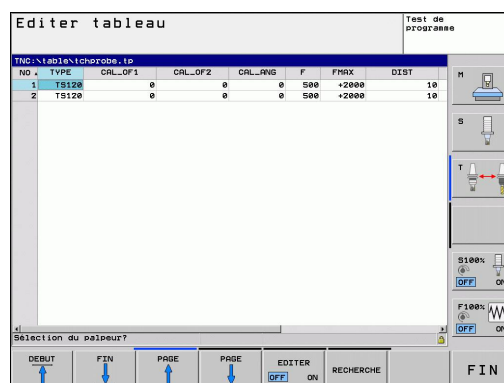 Editer tableau
Test de
programme
TNC:\table\tchprobe.tp
NO TYPE CAL_OF1 CAL_OF2 CAL_ANG F FMAX DIST
1 TS120 0 0 0 500 +2000 10
2 TS120 0 0 0 500 +2000 10
M
S
T
S100%
OFF ON
F100%
OFF ON
Sélection du palpeur?
DEBUT
FIN
PAGE
PAGE
EDITER
OFF ON
RECHERCHE
FIN